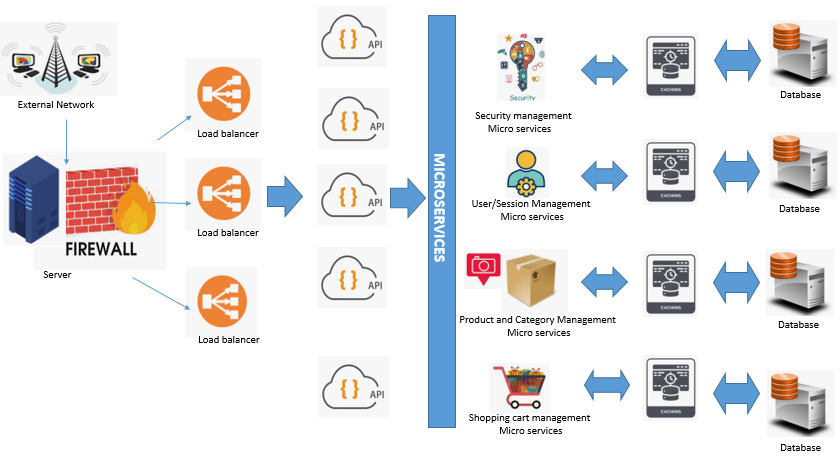 External Network
Server
FIREWALL
Load balancer
Load balancer
Load balancer
{ } API
{ } API
{ } API
{ } API
{ } API
MICROSERVICES
Security
Security management
Micro services
CACHING
Database
User/Session Management
Micro services
CACHING
Database
Product and Category Management
Micro services
CACHING
Database
Shopping cart management
Micro services
CACHING
Database